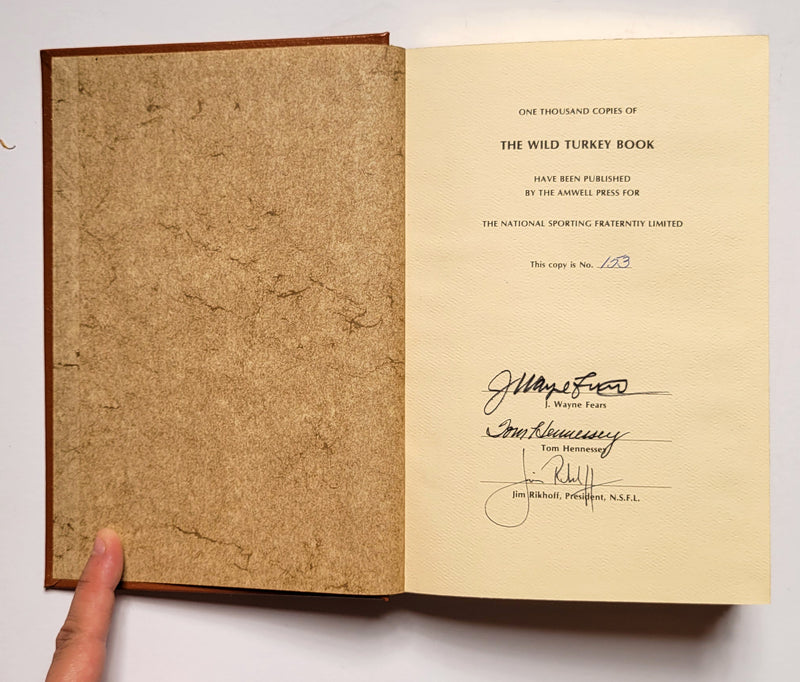 ONE THOUSAND COPIES OF
THE WILD TURKEY BOOK
HAVE BEEN PUBLISHED
BY THE AMWELL PRESS FOR
THE NATIONAL SPORTING FRATERNTIY LIMITED
This copy is No. 153
J Wayne Fears
J. Wayne Fears
Tom Hennessey
Tom Hennessey
Jim Rikhoff
Jim Rikhoff, President, N.S.F.L.